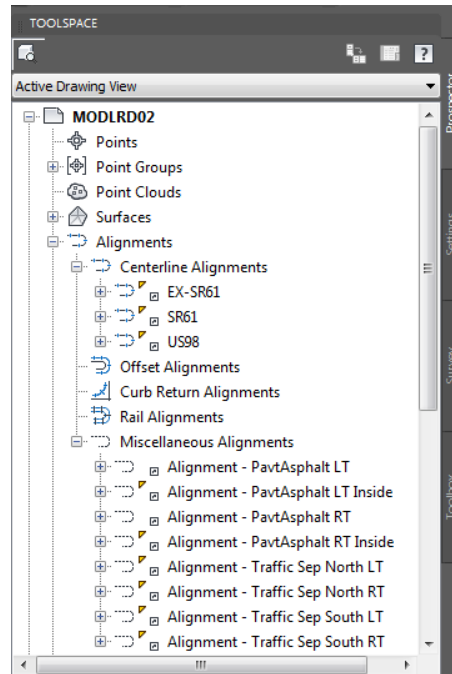 TOOLSPACE
?
Active Drawing View
MODLRD02
Points
Point Groups
Point Clouds
Surfaces
Alignments
Centerline Alignments
EX-SR61
SR61
US98
Offset Alignments
Curb Return Alignments
Rail Alignments
Miscellaneous Alignments
Alignment - PavtAsphalt LT
Alignment - PavtAsphalt LT Inside
Alignment - PavtAsphalt RT
Alignment - PavtAsphalt RT Inside
Alignment - Traffic Sep North LT
Alignment - Traffic Sep North RT
Alignment - Traffic Sep South LT
Alignment - Traffic Sep South RT
Prospector
Settings
Survey
Toolbox